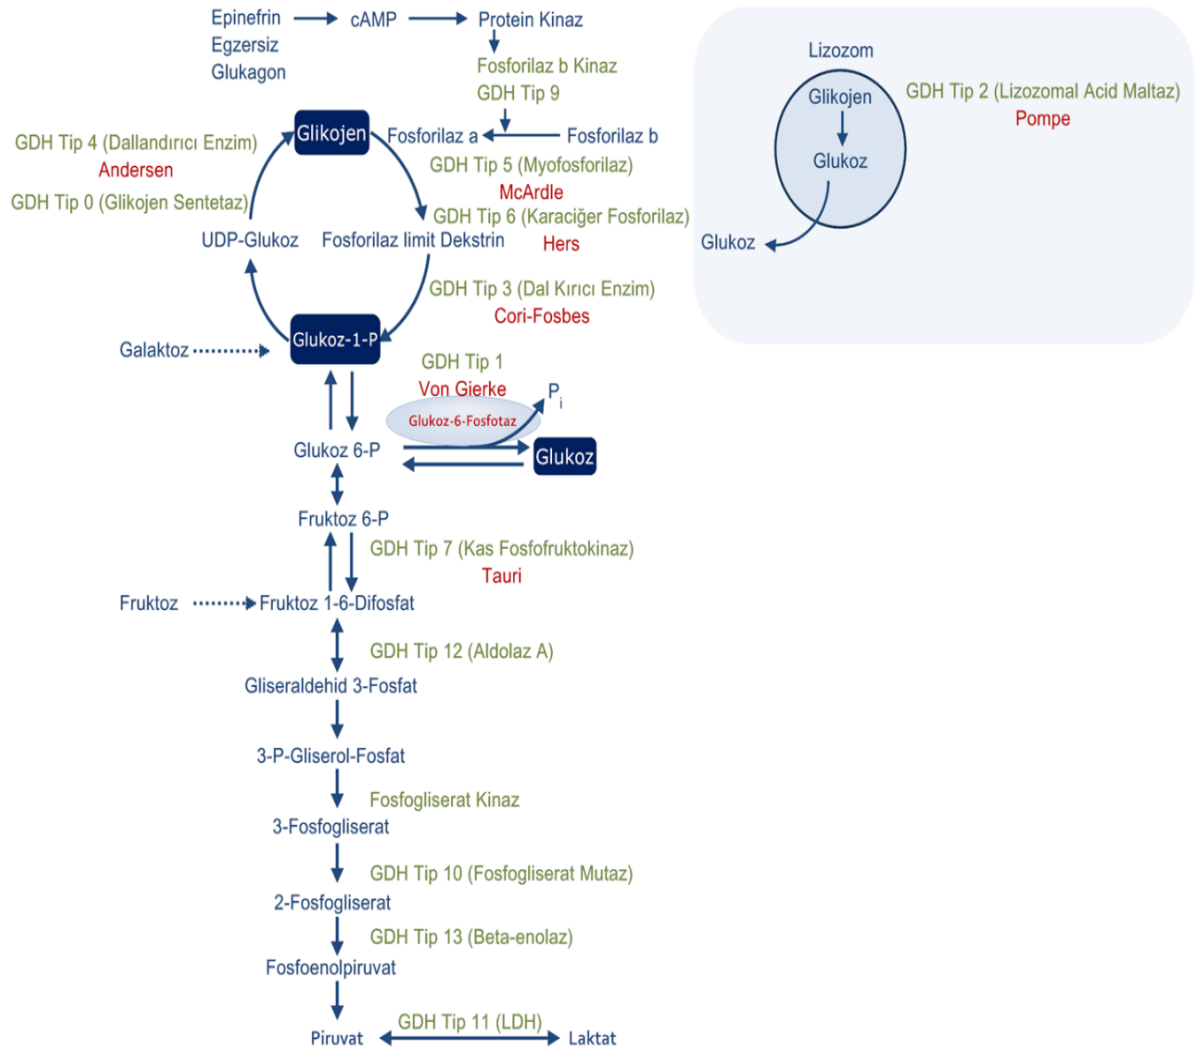 Epinefrin
cAMP
Protein Kinaz
Egzersiz
Glukagon
Fosforilaz b Kinaz
GDH Tip 9
Glikojen
Fosforilaz a
Fosforilaz b
GDH Tip 4 (Dallandırıcı Enzim)
Andersen
GDH Tip 0 (Glikojen Sentetaz)
GDH Tip 5 (Myofosforilaz)
McArdle
GDH Tip 6 (Karaciğer Fosforilaz)
Hers
UDP-Glukoz
Fosforilaz limit Dekstrin
GDH Tip 3 (Dal Kırıcı Enzim)
Cori-Fosbes
Glukoz-1-P
Galaktoz
GDH Tip 1
Von Gierke
Glukoz-6-Fosfotaz
Pi
Glukoz 6-P
Glukoz
Fruktoz 6-P
GDH Tip 7 (Kas Fosfofruktokinaz)
Tauri
Fruktoz
Fruktoz 1-6-Difosfat
GDH Tip 12 (Aldolaz A)
Gliseraldehid 3-Fosfat
3-P-Gliserol-Fosfat
Fosfogliserat Kinaz
3-Fosfogliserat
GDH Tip 10 (Fosfogliserat Mutaz)
2-Fosfogliserat
GDH Tip 13 (Beta-enolaz)
Fosfoenolpiruvat
GDH Tip 11 (LDH)
Piruvat
Laktat
Lizozom
Glikojen
Glukoz
Glukoz
GDH Tip 2 (Lizozomal Acid Maltaz)
Pompe